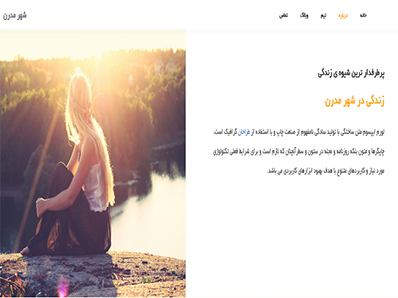 خانه درباره تیم وبلاگ تماس
شهر مدرن
پرطرفدار ترین شیوه ی زندگی
زندگی در شهر مدرن
لورم ایپسوم متن ساختگی با تولید سادگی نامفهوم از صنعت چاپ و با استفاده از طراحان گرافیک است.
چاپگرها و متون بلکه روزنامه و مجله در ستون و سطرآنچنان که لازم است و برای شرایط فعلی تکنولوژی
مورد نیاز و کاربردهای متنوع با هدف بهبود ابزارهای کاربردی می باشد.